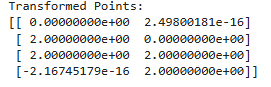 Transformed Points:
[[ 0.00000000e+00  2.49800181e-16]
 [ 2.00000000e+00  0.00000000e+00]
 [ 2.00000000e+00  2.00000000e+00]
 [-2.16745179e-16  2.00000000e+00]]